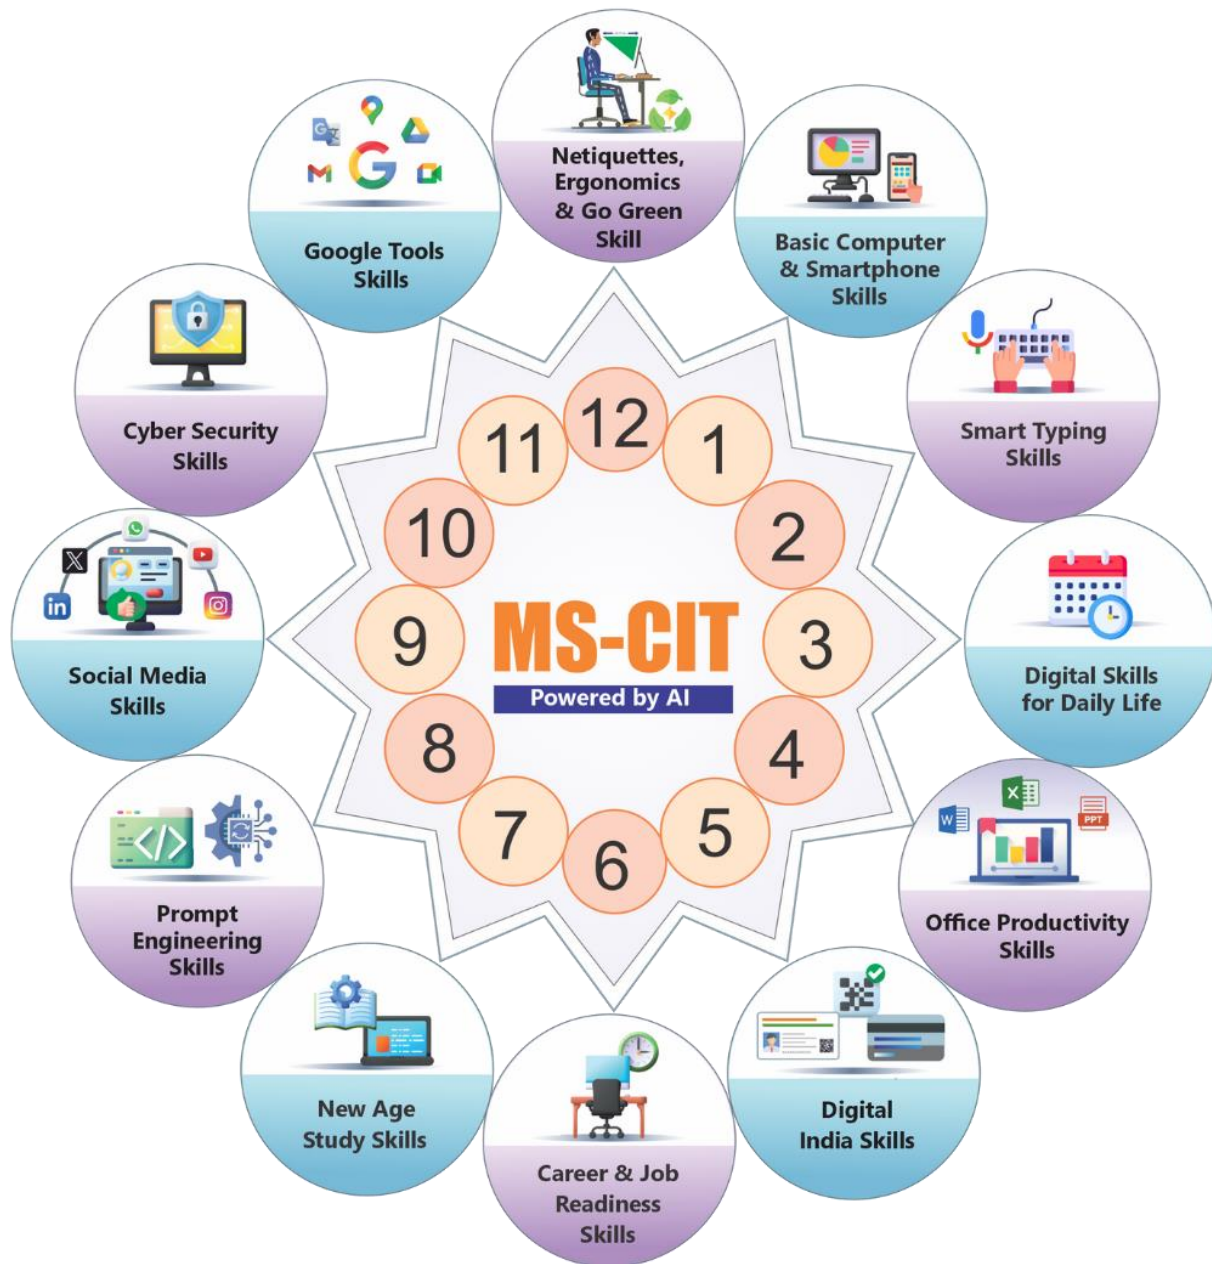 Netiquettes,
Ergonomics
& Go Green
Skill
Basic Computer
& Smartphone
Skills
Smart Typing
Skills
Digital Skills
for Daily Life
W
X
PPT
Office Productivity
Skills
Digital
India Skills
Career & Job
Readiness
Skills
New Age
Study Skills
</>
Prompt
Engineering
Skills
in
X
Social Media
Skills
Cyber Security
Skills
G
G
M
Google Tools
Skills
12
1
2
3
4
5
6
7
8
9
10
11
MS-CIT
Powered by AI